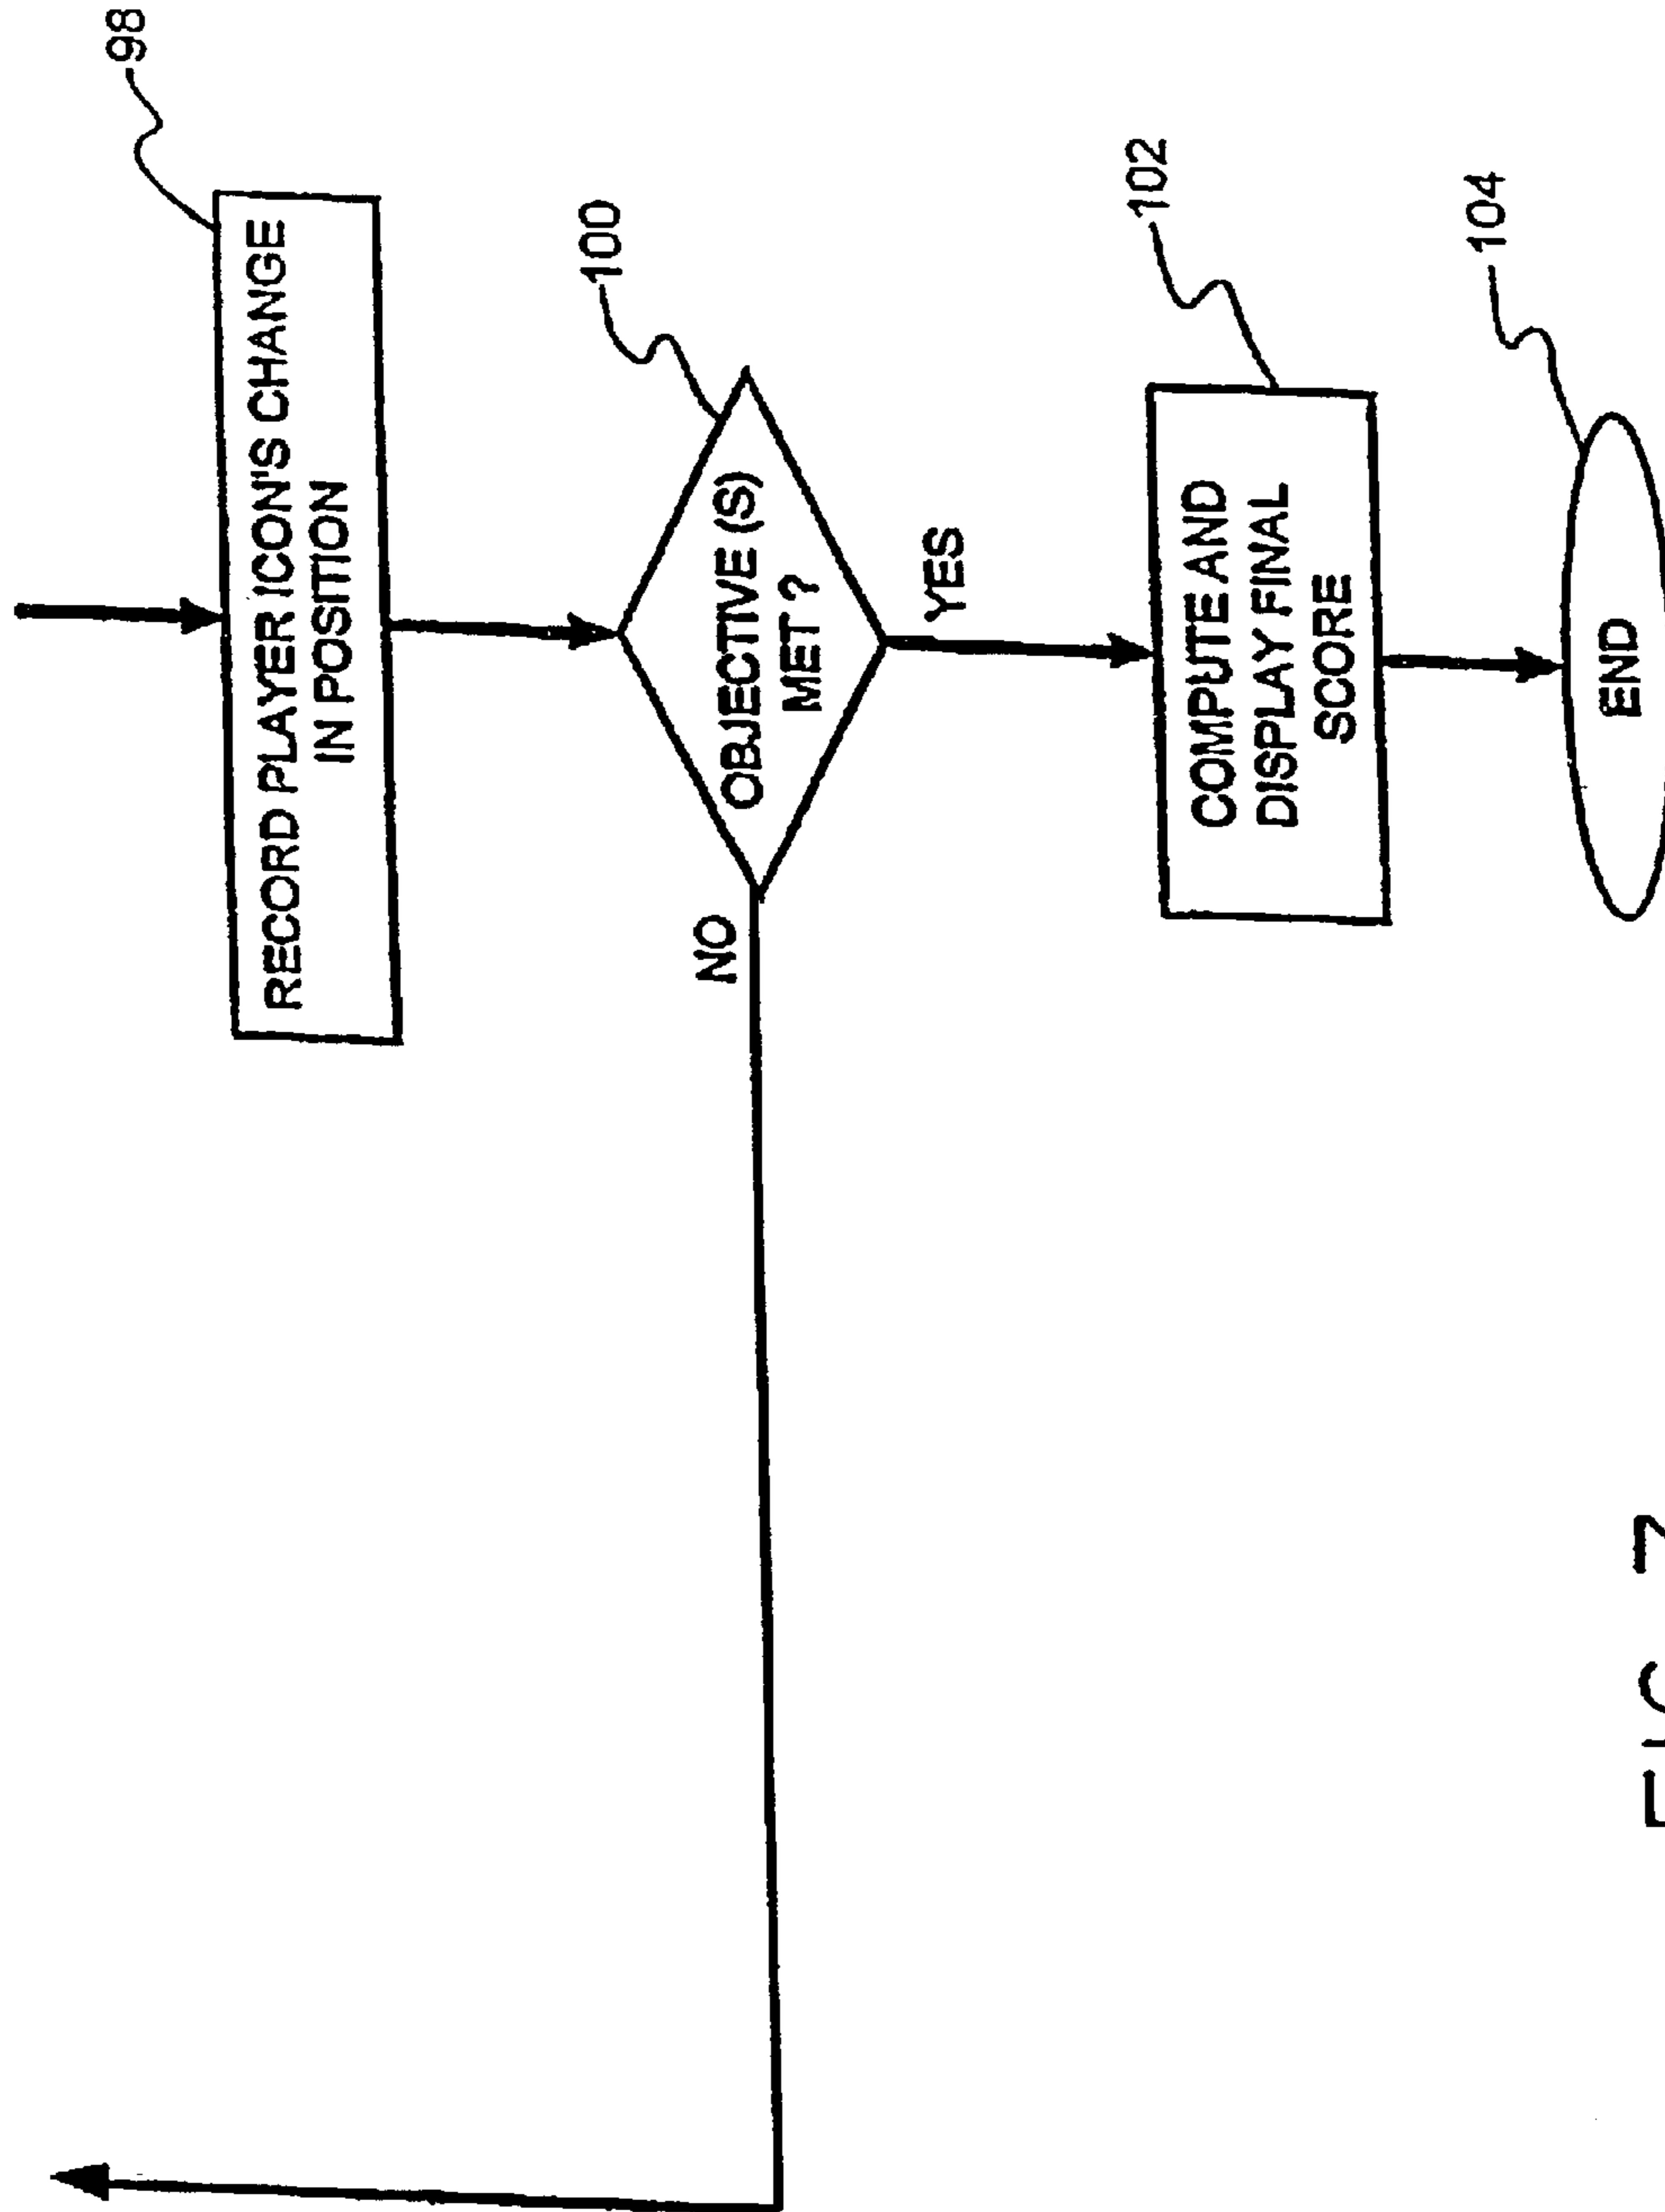 98
RECORD PLAYER ICON'S CHANGE
IN POSITION
100
OBJECTIVE (S)
MET ?
NO
YES
102
COMPUTE AND
DISPLAY FINAL
SCORE
104
END